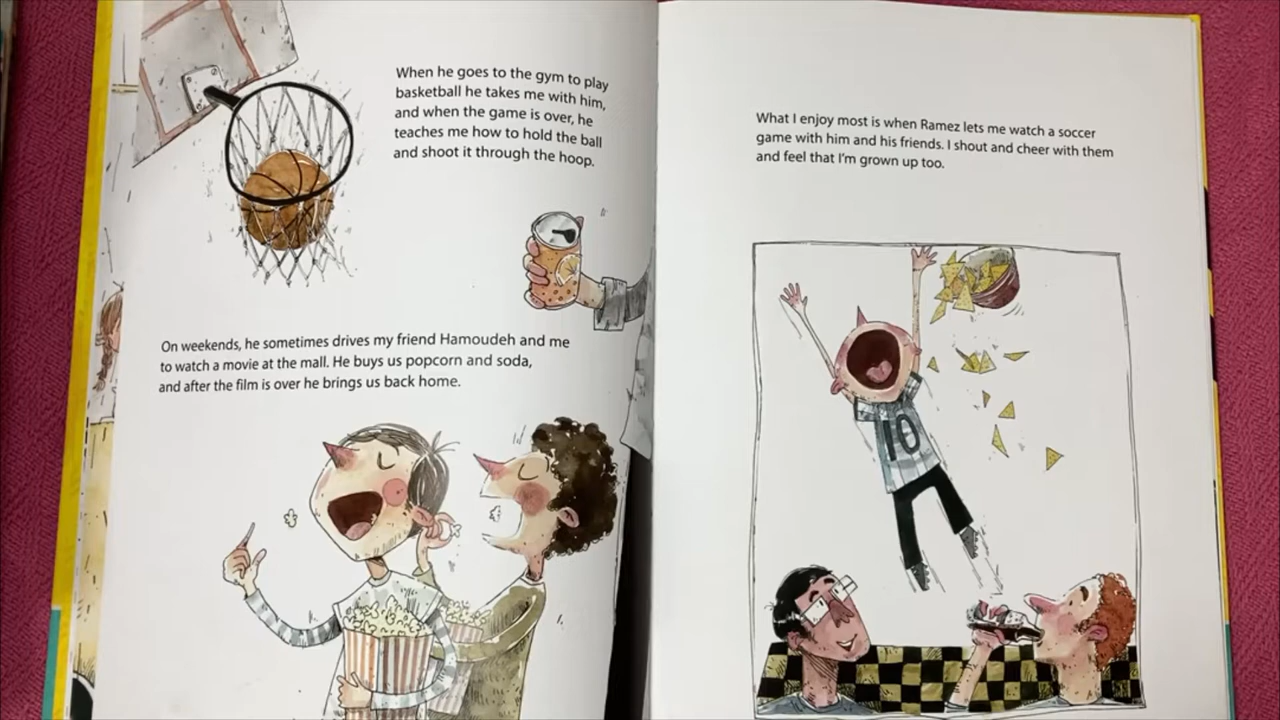 When he goes to the gym to play
basketball he takes me with him,
and when the game is over, he
teaches me how to hold the ball
and shoot it through the hoop.
On weekends, he sometimes drives my friend Hamoudeh and me
to watch a movie at the mall. He buys us popcorn and soda,
and after the film is over he brings us back home.
What I enjoy most is when Ramez lets me watch a soccer
game with him and his friends. I shout and cheer with them
and feel that I'm grown up too.
10